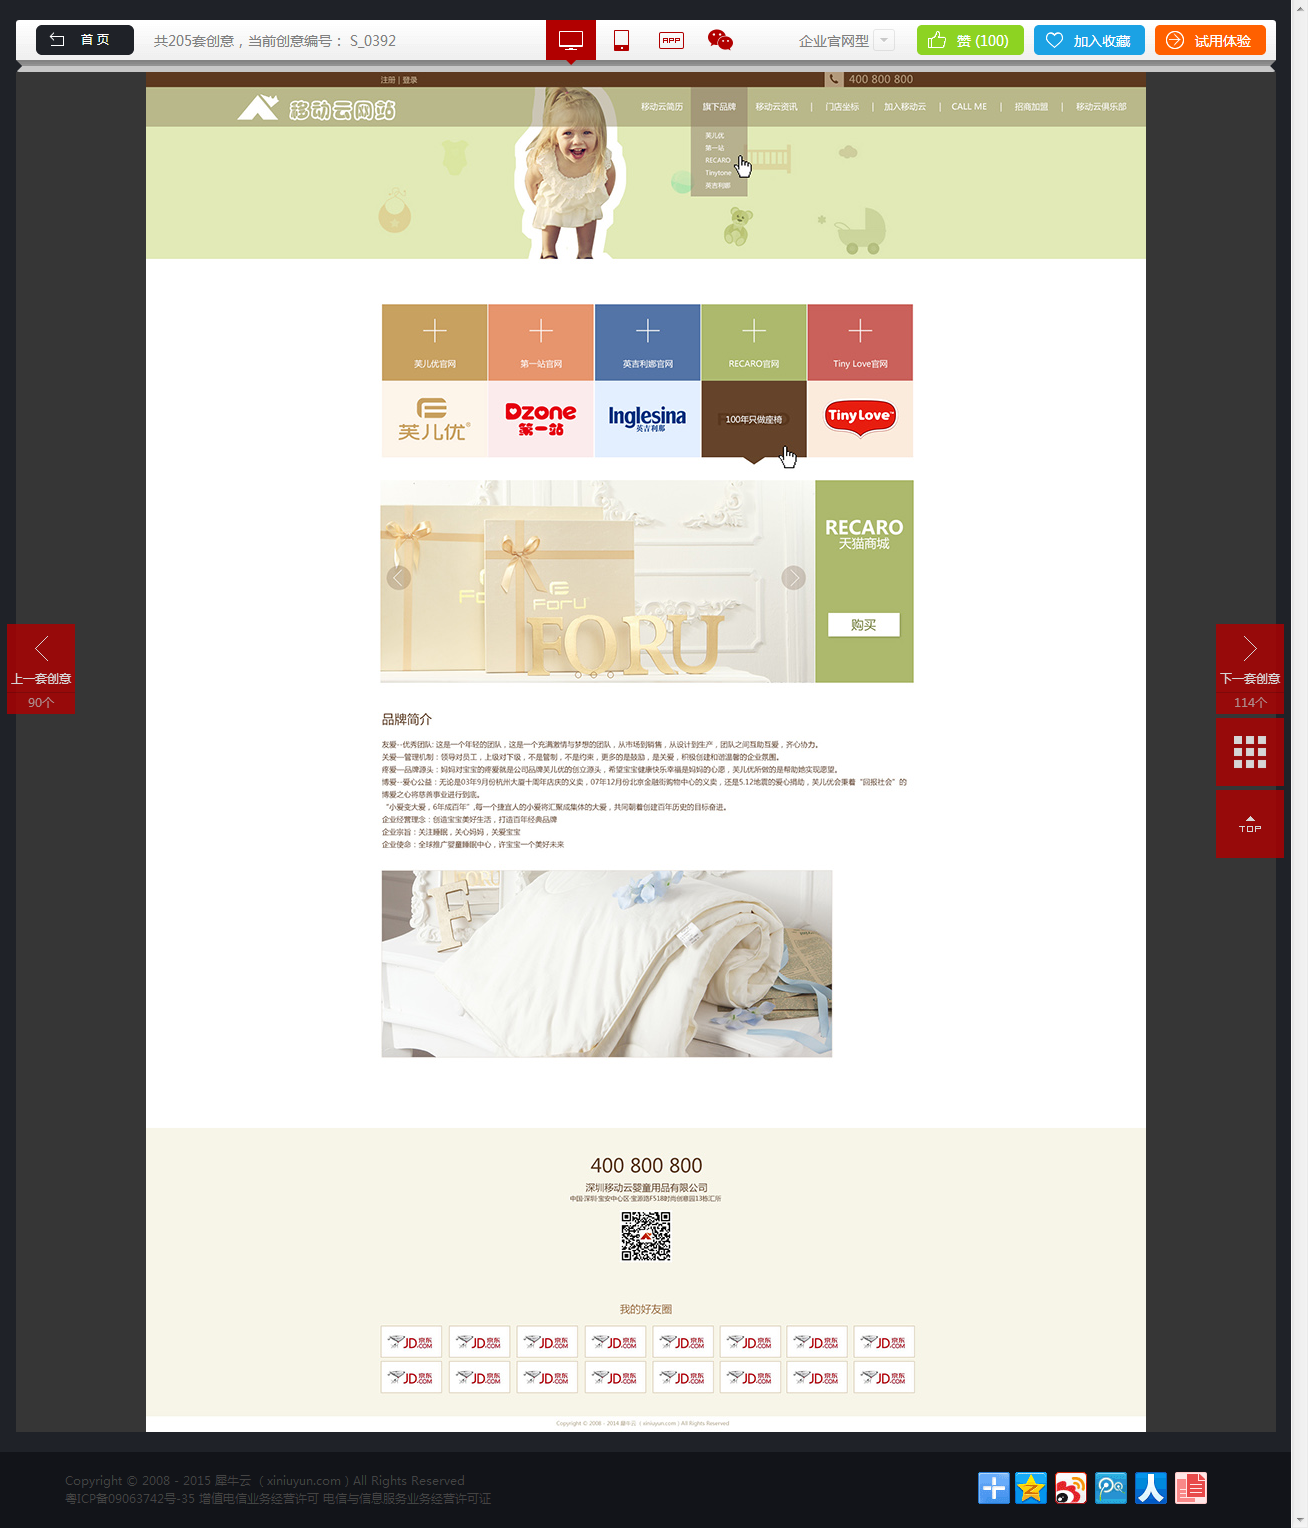 首 页
共205套创意，当前创意编号： S_0392
APP
企业官网型
赞 (100)
加入收藏
试用体验
注册 | 登录
400 800 800
移动云网站
移动云简历
旗下品牌
移动云资讯 |
门店坐标 |
加入移动云 |
CALL ME |
招商加盟 |
移动云俱乐部
芙儿优
第一站
RECARO
Tinytone
英吉利娜
芙儿优官网
第一站官网
英吉利娜官网
RECARO官网
Tiny Love官网
芙儿优®
Dzone
第一站
Inglesina
英吉利那
100年只做座椅
Tiny Love™
FORU
FORU
RECARO
天猫商城
购买
上一套创意
90个
下一套创意
114个
TOP
品牌简介
友爱--优秀团队: 这是一个年轻的团队，这是一个充满激情与梦想的团队，从市场到销售，从设计到生产，团队之间互助互爱，齐心协力。
关爱—管理机制：领导对员工，上级对下级，不是管制，不是约束，更多的是鼓励，是关爱，积极创建和谐温馨的企业氛围。
疼爱—品牌源头：妈妈对宝宝的疼爱就是公司品牌芙儿优的创立源头，希望宝宝健康快乐幸福是妈妈的心愿，芙儿优所做的是帮助她实现愿望。
博爱--爱心公益：无论是03年9月份杭州大厦十周年店庆的义卖，07年12月份北京金融街购物中心的义卖，还是5.12地震的爱心捐助，芙儿优会秉着“回报社会”的
博爱之心将慈善事业进行到底。
“小爱变大爱，6年成百年”,每一个捷宜人的小爱将汇聚成集体的大爱，共同朝着创建百年历史的目标奋进。
企业经营理念：创造宝宝美好生活，打造百年经典品牌
企业宗旨：关注睡眠，关心妈妈，关爱宝宝
企业使命：全球推广婴童睡眠中心，许宝宝一个美好未来
F
400 800 800
深圳移动云婴童用品有限公司
中国·深圳·宝安中心区·宝源路F518时尚创意园13栋汇所
我的好友圈
JD京东.COM JD京东.COM JD京东.COM JD京东.COM JD京东.COM JD京东.COM JD京东.COM JD京东.COM
JD京东.COM JD京东.COM JD京东.COM JD京东.COM JD京东.COM JD京东.COM JD京东.COM JD京东.COM
Copyright © 2008 - 2014 犀牛云（ xiniuyun.com ) All Rights Reserved
Copyright © 2008 - 2015 犀牛云 （ xiniuyun.com ) All Rights Reserved
粤ICP备09063742号-35 增值电信业务经营许可 电信与信息服务业务经营许可证